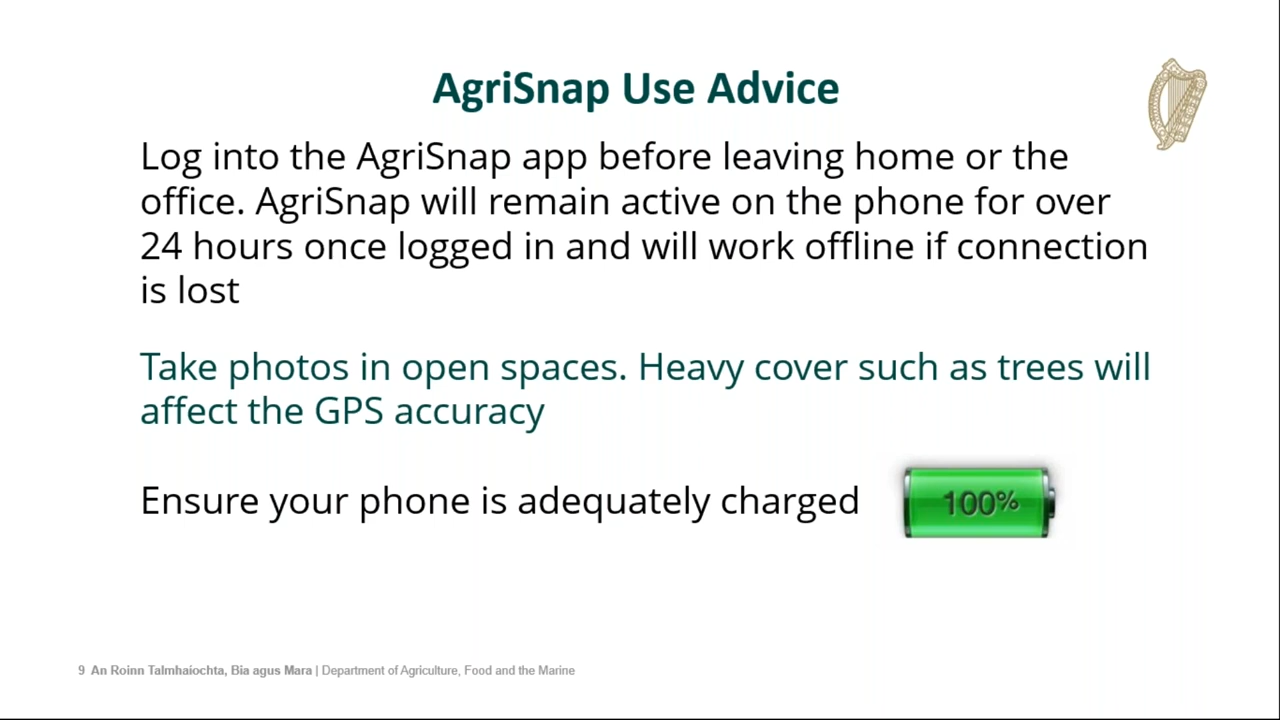 AgriSnap Use Advice
Log into the AgriSnap app before leaving home or the
office. AgriSnap will remain active on the phone for over
24 hours once logged in and will work offline if connection
is lost
Take photos in open spaces. Heavy cover such as trees will
affect the GPS accuracy
Ensure your phone is adequately charged
100%
9 An Roinn Talmhaíochta, Bia agus Mara | Department of Agriculture, Food and the Marine